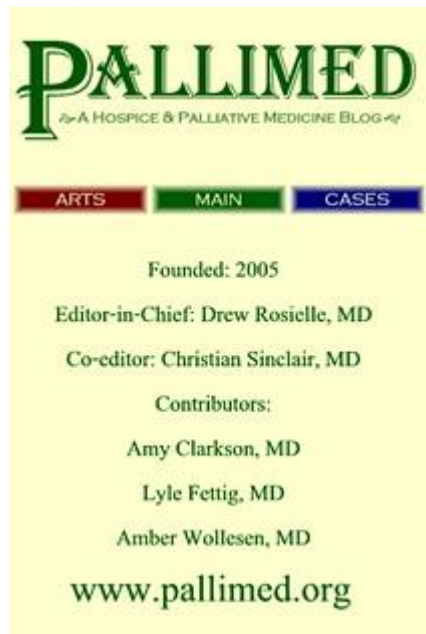 PALLIMED
A HOSPICE & PALLIATIVE MEDICINE BLOG
ARTS MAIN CASES
Founded: 2005
Editor-in-Chief: Drew Rosielle, MD
Co-editor: Christian Sinclair, MD
Contributors:
Amy Clarkson, MD
Lyle Fettig, MD
Amber Wollesen, MD
www.pallimed.org